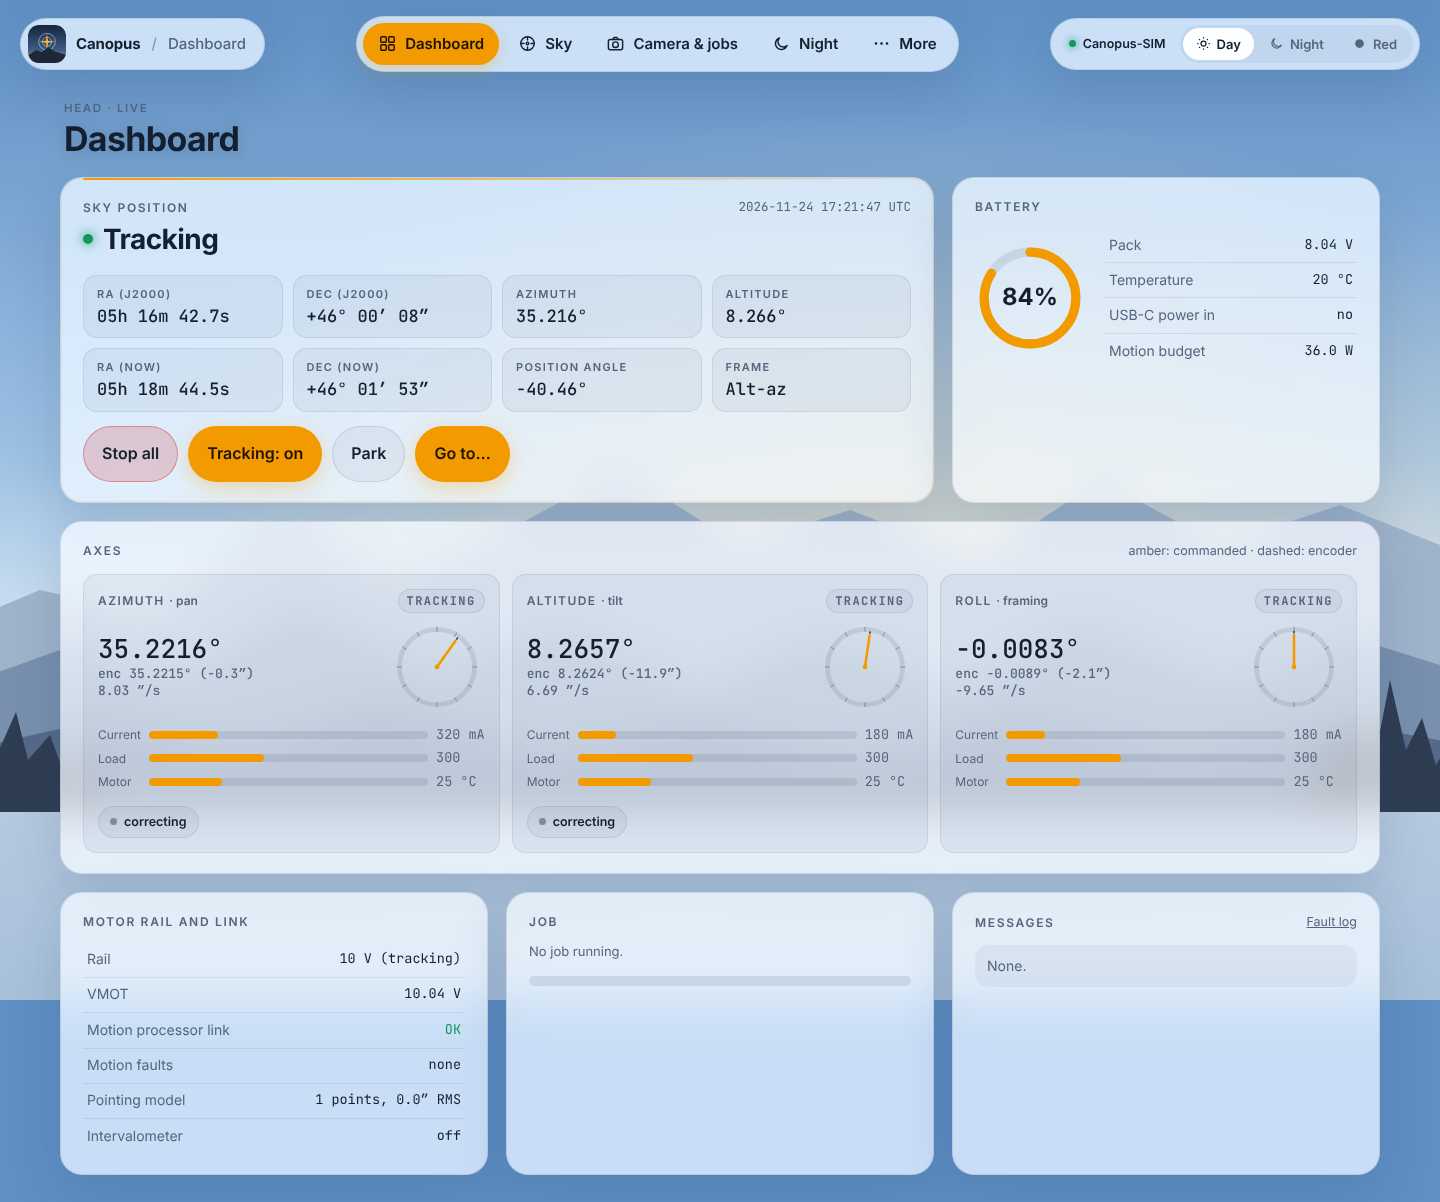 Canopus / Dashboard
Dashboard
Sky
Camera & jobs
Night
More
Canopus-SIM
Day
Night
Red
HEAD · LIVE
Dashboard
SKY POSITION
2026-11-24 17:21:47 UTC
Tracking
RA (J2000)
05h 16m 42.7s
DEC (J2000)
+46° 00′ 08″
AZIMUTH
35.216°
ALTITUDE
8.266°
RA (NOW)
05h 18m 44.5s
DEC (NOW)
+46° 01′ 53″
POSITION ANGLE
-40.46°
FRAME
Alt-az
Stop all
Tracking: on
Park
Go to…
BATTERY
84%
Pack 8.04 V
Temperature 20 °C
USB-C power in no
Motion budget 36.0 W
AXES
amber: commanded · dashed: encoder
AZIMUTH · pan
TRACKING
35.2216°
enc 35.2215° (-0.3″)
8.03 ″/s
Current 320 mA
Load 300
Motor 25 °C
correcting
ALTITUDE · tilt
TRACKING
8.2657°
enc 8.2624° (-11.9″)
6.69 ″/s
Current 180 mA
Load 300
Motor 25 °C
correcting
ROLL · framing
TRACKING
-0.0083°
enc -0.0089° (-2.1″)
-9.65 ″/s
Current 180 mA
Load 300
Motor 25 °C
MOTOR RAIL AND LINK
Rail 10 V (tracking)
VMOT 10.04 V
Motion processor link OK
Motion faults none
Pointing model 1 points, 0.0″ RMS
Intervalometer off
JOB
No job running.
MESSAGES
Fault log
None.